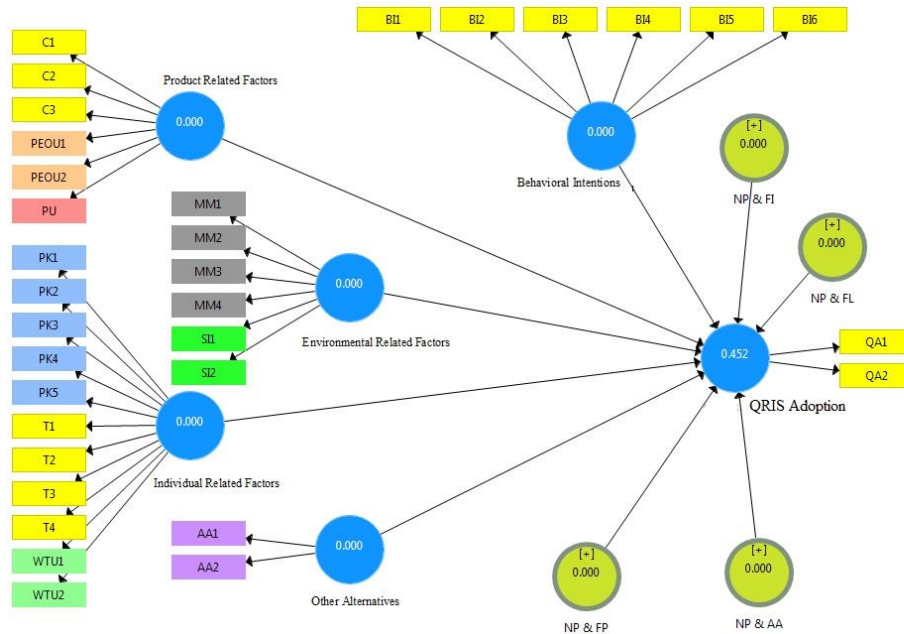 BI1
BI2
BI3
BI4
BI5
BI6
C1
C2
C3
PEOU1
PEOU2
PU
Product Related Factors
0.000
0.000
Behavioral Intentions
[+]
0.000
NP & FI
[+]
0.000
NP & FL
MM1
MM2
MM3
MM4
SI1
SI2
0.000
Environmental Related Factors
PK1
PK2
PK3
PK4
PK5
T1
T2
T3
T4
WTU1
WTU2
0.000
Individual Related Factors
0.452
QRIS Adoption
QA1
QA2
AA1
AA2
0.000
Other Alternatives
[+]
0.000
NP & FP
[+]
0.000
NP & AA